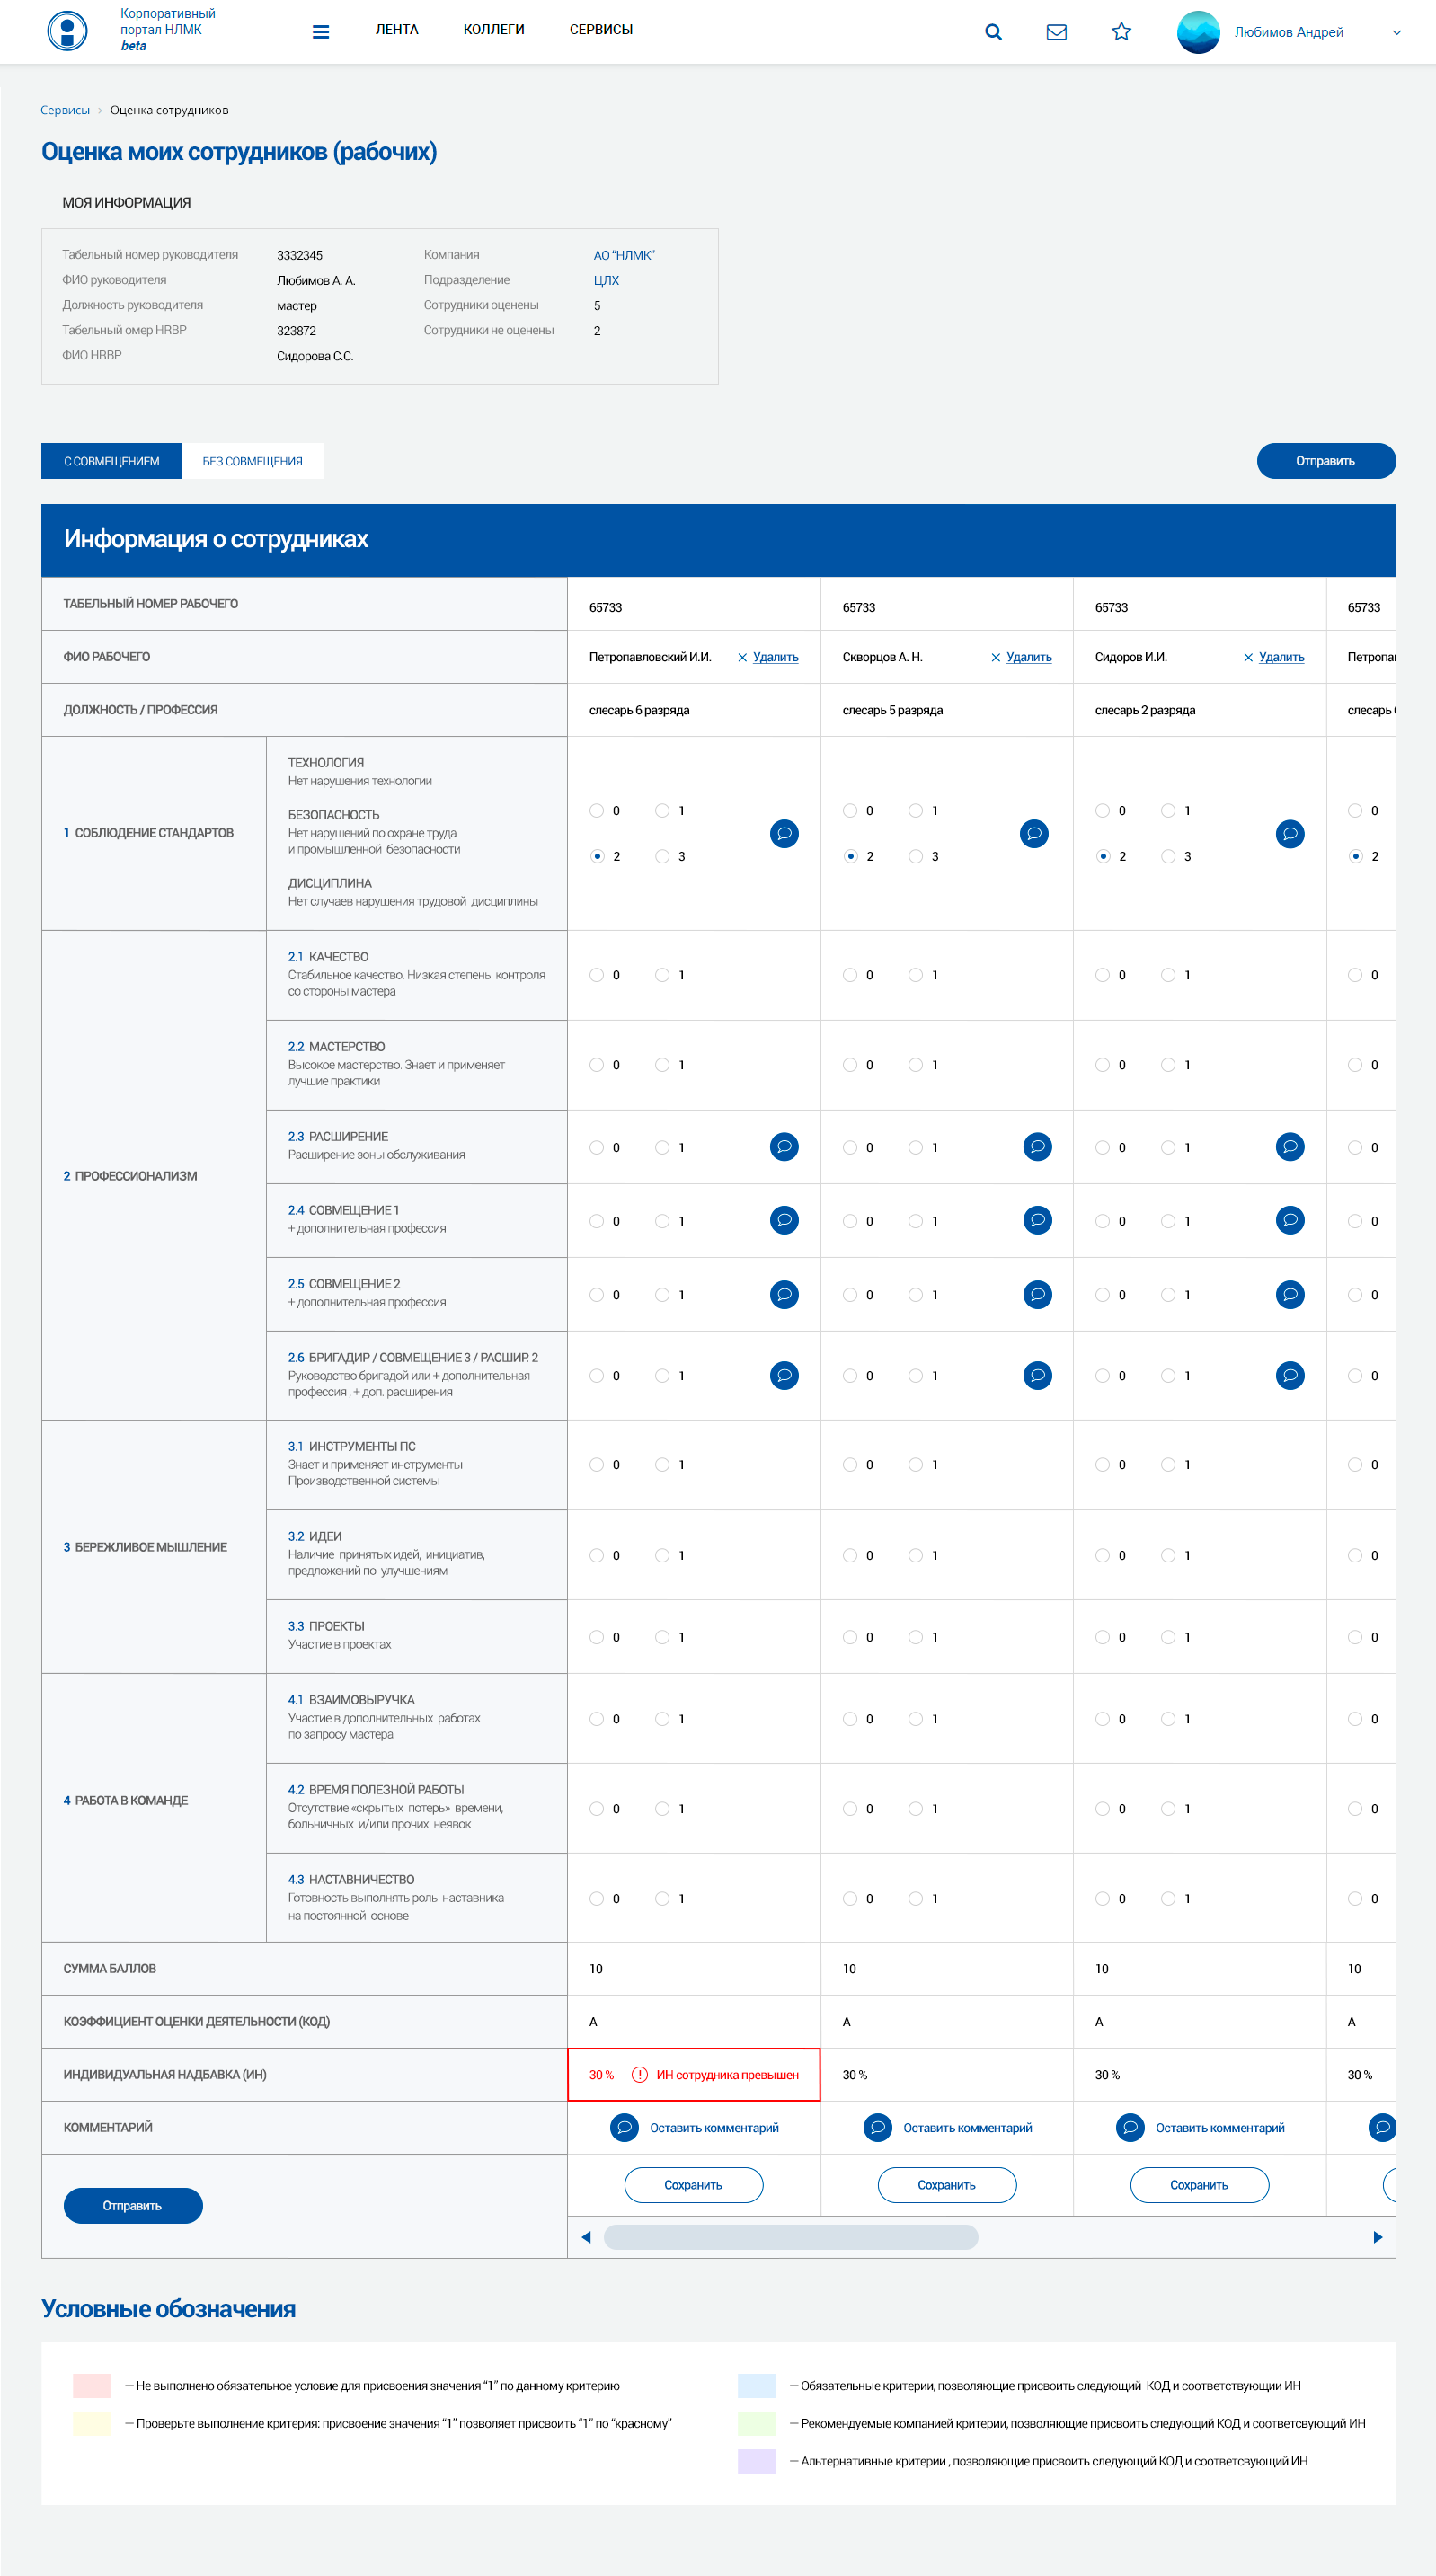 Корпоративный
портал НЛМК
beta
ЛЕНТА КОЛЛЕГИ СЕРВИСЫ
Любимов Андрей
Сервисы › Оценка сотрудников
Оценка моих сотрудников (рабочих)
МОЯ ИНФОРМАЦИЯ
Табельный номер руководителя 3332345 Компания АО “НЛМК”
ФИО руководителя Любимов А. А. Подразделение ЦЛХ
Должность руководителя мастер Сотрудники оценены 5
Табельный омер HRBP 323872 Сотрудники не оценены 2
ФИО HRBP Сидорова С.С.
С СОВМЕЩЕНИЕМ БЕЗ СОВМЕЩЕНИЯ Отправить
Информация о сотрудниках
ТАБЕЛЬНЫЙ НОМЕР РАБОЧЕГО 65733 65733 65733 65733
ФИО РАБОЧЕГО Петропавловский И.И. × Удалить Скворцов А. Н. × Удалить Сидоров И.И. × Удалить Петропав
ДОЛЖНОСТЬ / ПРОФЕССИЯ слесарь 6 разряда слесарь 5 разряда слесарь 2 разряда слесарь 6
1 СОБЛЮДЕНИЕ СТАНДАРТОВ
ТЕХНОЛОГИЯ
Нет нарушения технологии
БЕЗОПАСНОСТЬ
Нет нарушений по охране труда
и промышленной безопасности
ДИСЦИПЛИНА
Нет случаев нарушения трудовой дисциплины
0 1 0 1 0 1 0
2 3 2 3 2 3 2
2 ПРОФЕССИОНАЛИЗМ
2.1 КАЧЕСТВО
Стабильное качество. Низкая степень контроля
со стороны мастера
0 1 0 1 0 1 0
2.2 МАСТЕРСТВО
Высокое мастерство. Знает и применяет
лучшие практики
0 1 0 1 0 1 0
2.3 РАСШИРЕНИЕ
Расширение зоны обслуживания
0 1 0 1 0 1 0
2.4 СОВМЕЩЕНИЕ 1
+ дополнительная профессия
0 1 0 1 0 1 0
2.5 СОВМЕЩЕНИЕ 2
+ дополнительная профессия
0 1 0 1 0 1 0
2.6 БРИГАДИР / СОВМЕЩЕНИЕ 3 / РАСШИР. 2
Руководство бригадой или + дополнительная
профессия , + доп. расширения
0 1 0 1 0 1 0
3 БЕРЕЖЛИВОЕ МЫШЛЕНИЕ
3.1 ИНСТРУМЕНТЫ ПС
Знает и применяет инструменты
Производственной системы
0 1 0 1 0 1 0
3.2 ИДЕИ
Наличие принятых идей, инициатив,
предложений по улучшениям
0 1 0 1 0 1 0
3.3 ПРОЕКТЫ
Участие в проектах
0 1 0 1 0 1 0
4 РАБОТА В КОМАНДЕ
4.1 ВЗАИМОВЫРУЧКА
Участие в дополнительных работах
по запросу мастера
0 1 0 1 0 1 0
4.2 ВРЕМЯ ПОЛЕЗНОЙ РАБОТЫ
Отсутствие «скрытых потерь» времени,
больничных и/или прочих неявок
0 1 0 1 0 1 0
4.3 НАСТАВНИЧЕСТВО
Готовность выполнять роль наставника
на постоянной основе
0 1 0 1 0 1 0
СУММА БАЛЛОВ 10 10 10 10
КОЭФФИЦИЕНТ ОЦЕНКИ ДЕЯТЕЛЬНОСТИ (КОД) А А А А
ИНДИВИДУАЛЬНАЯ НАДБАВКА (ИН) 30 % ИН сотрудника превышен 30 % 30 % 30 %
КОММЕНТАРИЙ Оставить комментарий Оставить комментарий Оставить комментарий
Отправить Сохранить Сохранить Сохранить
Условные обозначения
— Не выполнено обязательное условие для присвоения значения “1” по данному критерию
— Проверьте выполнение критерия: присвоение значения “1” позволяет присвоить “1” по “красному”
— Обязательные критерии, позволяющие присвоить следующий КОД и соответствующии ИН
— Рекомендуемые компанией критерии, позволяющие присвоить следующий КОД и соответсвующий ИН
— Альтернативные критерии , позволяющие присвоить следующий КОД и соответсвующий ИН